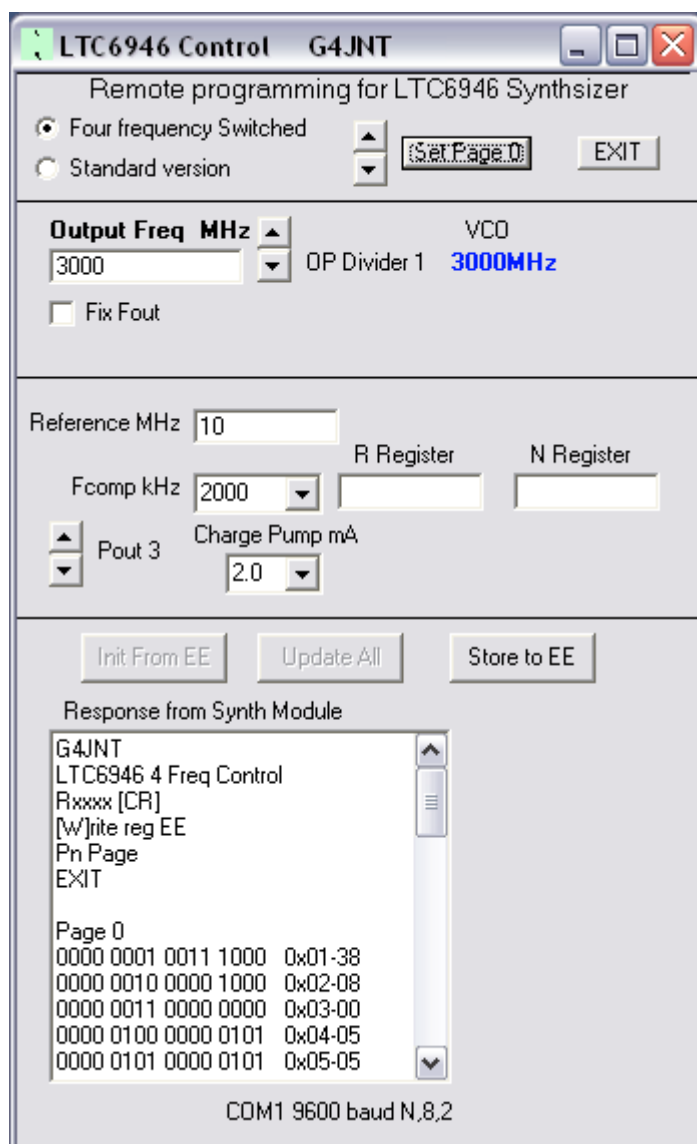 LTC6946 Control G4JNT
Remote programming for LTC6946 Synthsizer
Four frequency Switched
Standard version
Set Page 0
EXIT
Output Freq MHz
3000
OP Divider 1
VCO
3000MHz
Fix Fout
Reference MHz 10
R Register
N Register
Fcomp kHz 2000
Pout 3
Charge Pump mA
2.0
Init From EE
Update All
Store to EE
Response from Synth Module
G4JNT
LTC6946 4 Freq Control
Rxxxx [CR]
[W]rite reg EE
Pn Page
EXIT
Page 0
0000 0001 0011 1000 0x01-38
0000 0010 0000 1000 0x02-08
0000 0011 0000 0000 0x03-00
0000 0100 0000 0101 0x04-05
0000 0101 0000 0101 0x05-05
COM1 9600 baud N,8,2